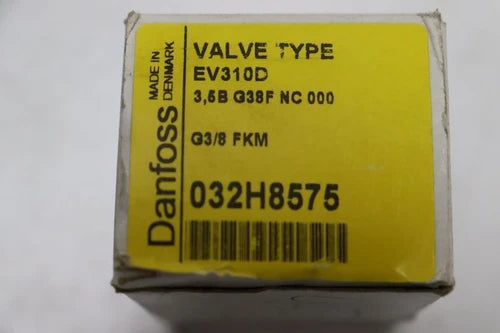 MADE IN
DENMARK
Danfoss
VALVE TYPE
EV310D
3,5B G38F NC 000
G3/8 FKM
032H8575